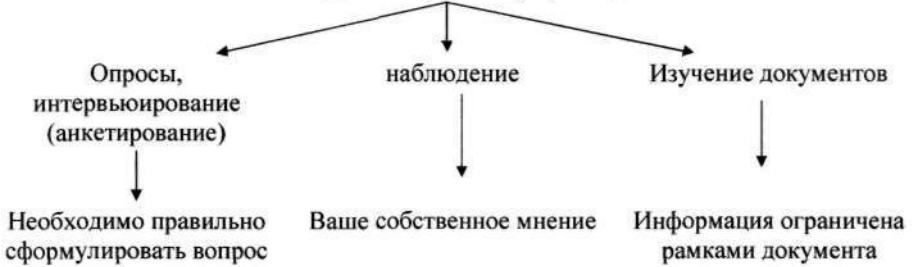 Опросы,
интервьюирование
(анкетирование)
наблюдение
Изучение документов
Необходимо правильно
сформулировать вопрос
Ваше собственное мнение
Информация ограничена
рамками документа